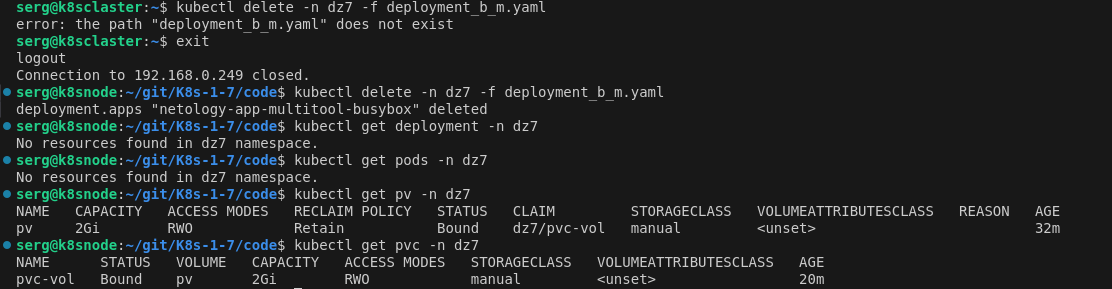 serg@k8sclaster:~$ kubectl delete -n dz7 -f deployment_b_m.yaml
error: the path "deployment_b_m.yaml" does not exist
serg@k8sclaster:~$ exit
logout
Connection to 192.168.0.249 closed.
serg@k8snode:~/git/K8s-1-7/code$ kubectl delete -n dz7 -f deployment_b_m.yaml
deployment.apps "netology-app-multitool-busybox" deleted
serg@k8snode:~/git/K8s-1-7/code$ kubectl get deployment -n dz7
No resources found in dz7 namespace.
serg@k8snode:~/git/K8s-1-7/code$ kubectl get pods -n dz7
No resources found in dz7 namespace.
serg@k8snode:~/git/K8s-1-7/code$ kubectl get pv -n dz7
NAME   CAPACITY   ACCESS MODES   RECLAIM POLICY   STATUS   CLAIM         STORAGECLASS   VOLUMEATTRIBUTESCLASS   REASON   AGE
pv     2Gi        RWO            Retain           Bound    dz7/pvc-vol   manual         <unset>                          32m
serg@k8snode:~/git/K8s-1-7/code$ kubectl get pvc -n dz7
NAME      STATUS   VOLUME   CAPACITY   ACCESS MODES   STORAGECLASS   VOLUMEATTRIBUTESCLASS   AGE
pvc-vol   Bound    pv       2Gi        RWO            manual         <unset>                 20m